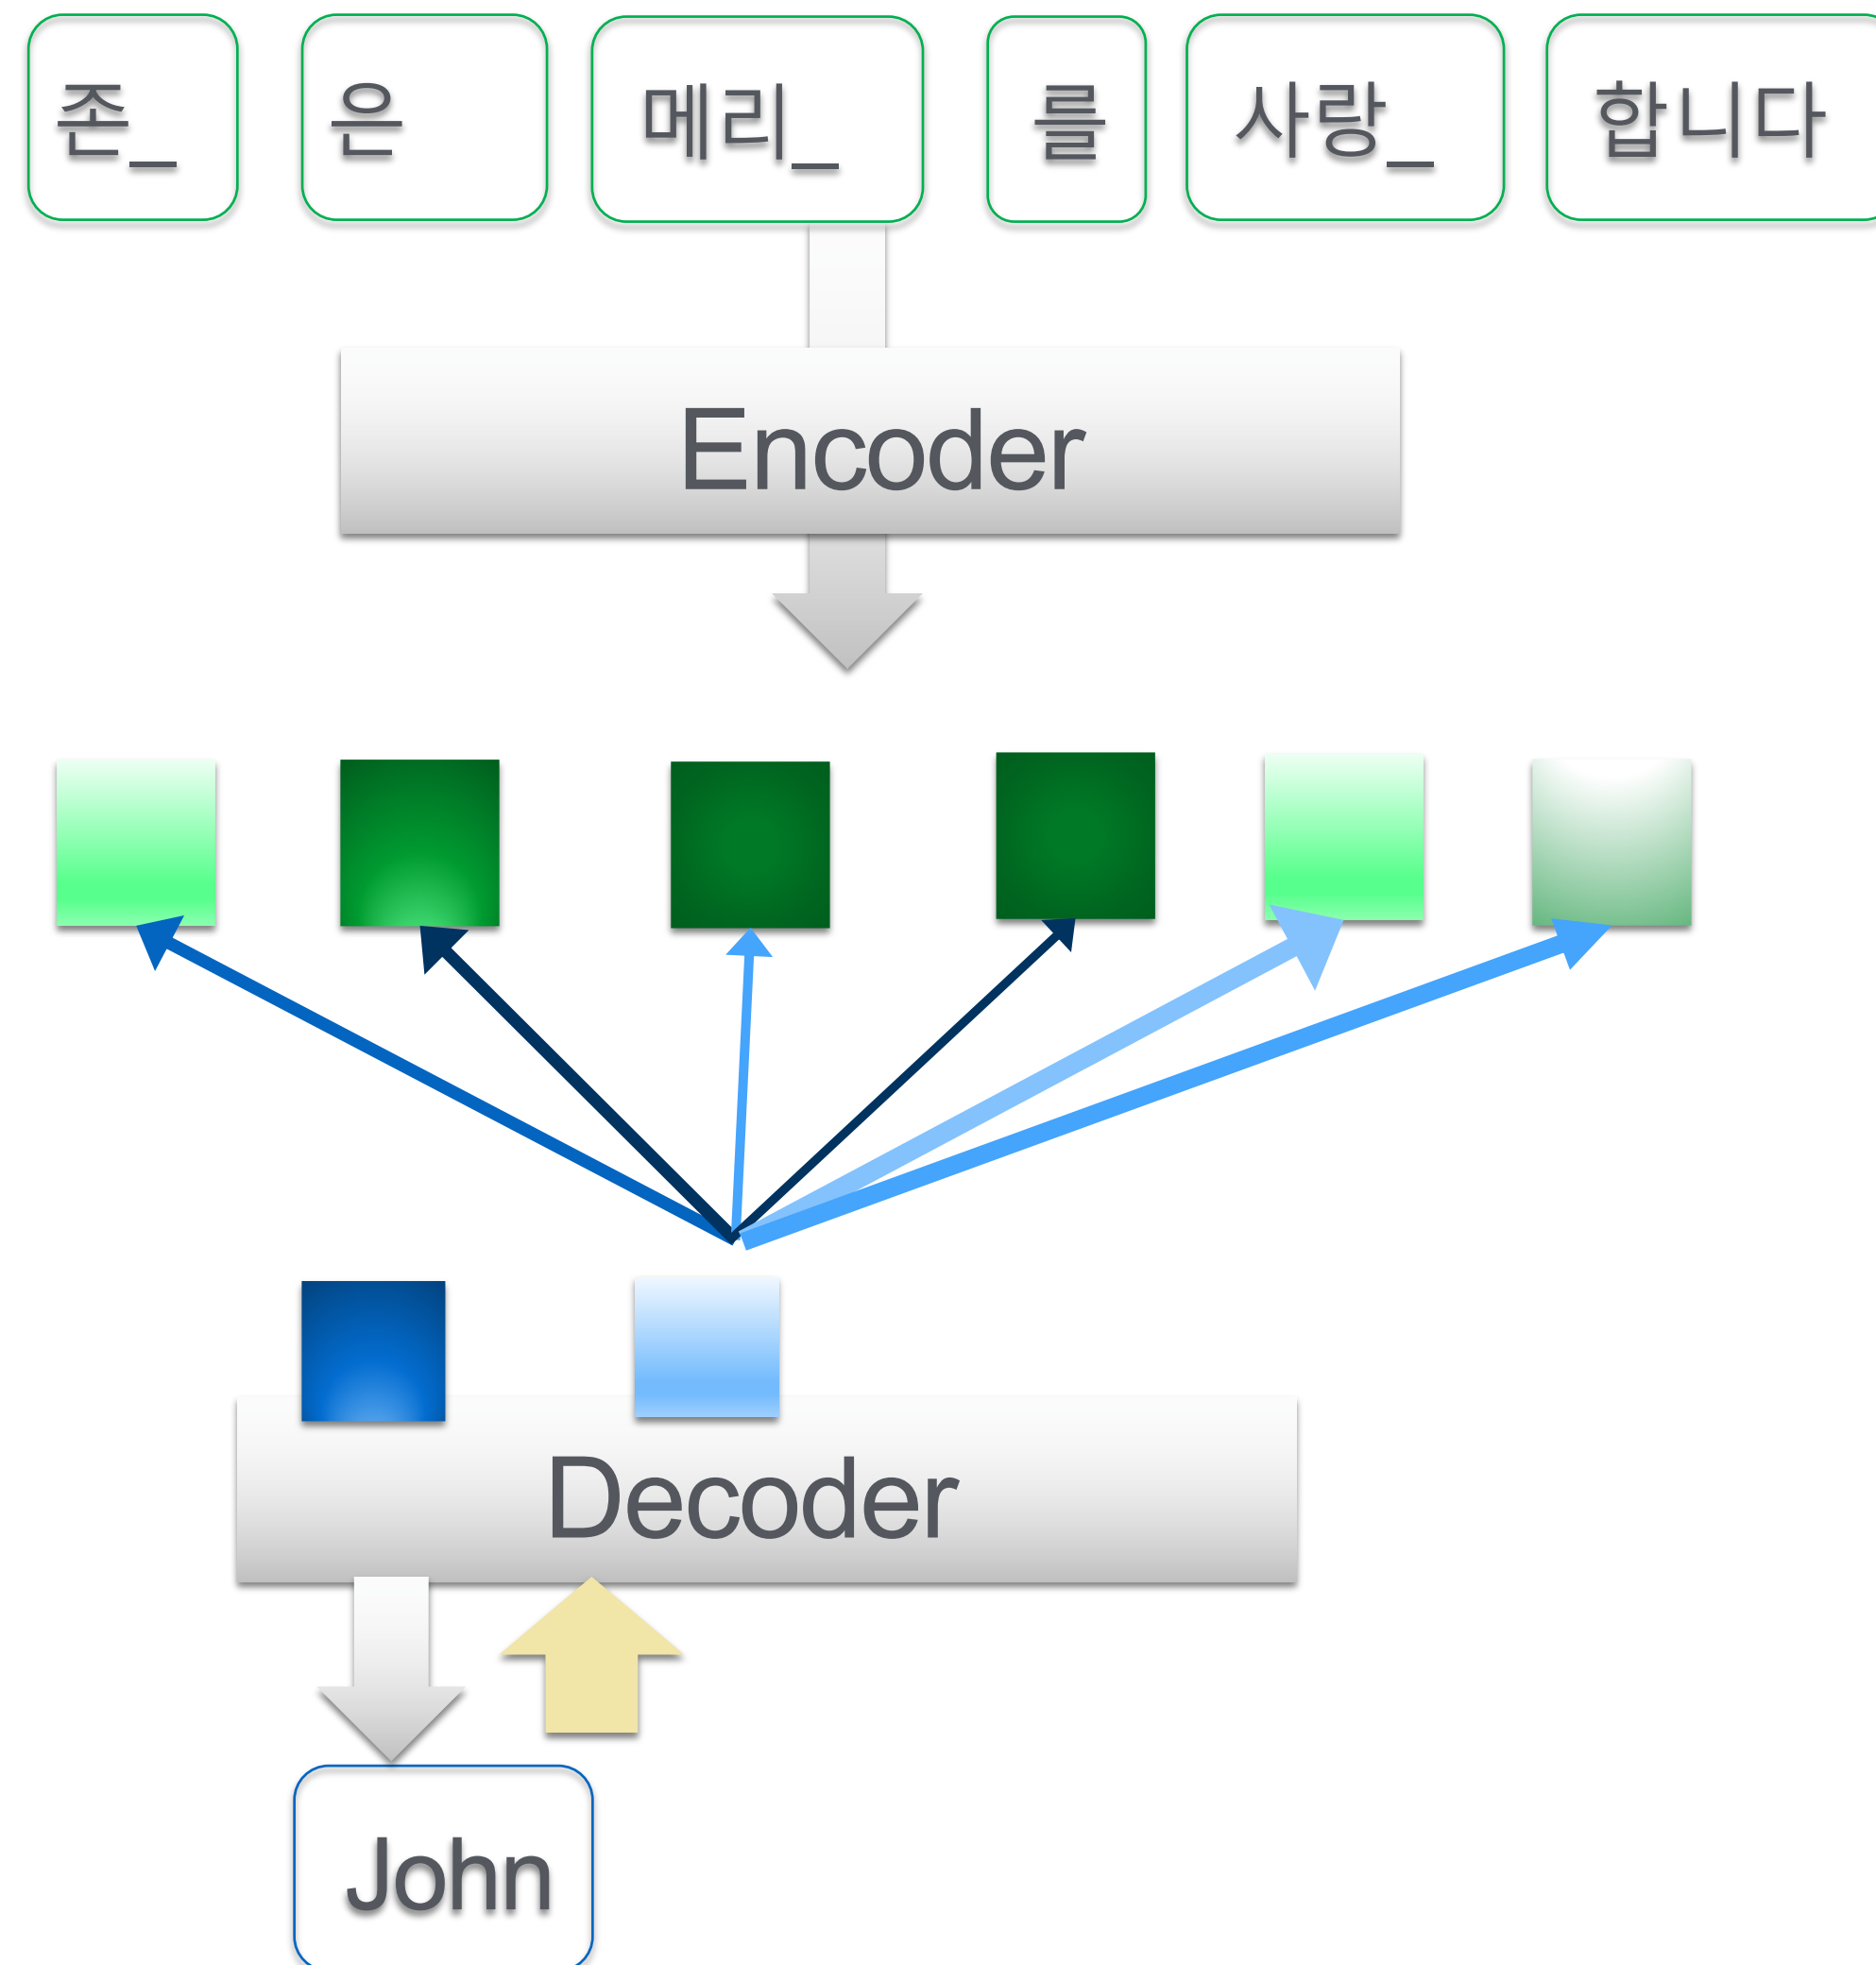 존_ 은 메리_ 를 사랑_ 합니다
Encoder
Decoder
John